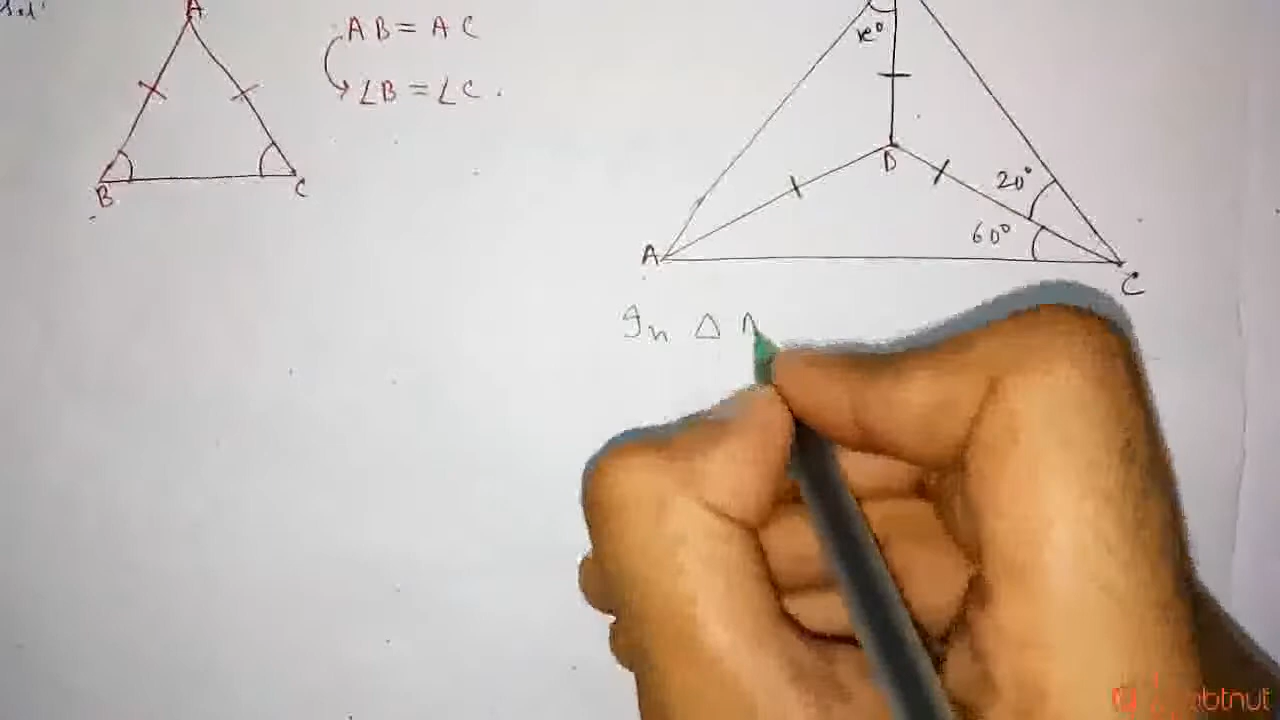 A
AB = AC
∠B = ∠C.
B
C
x°
D
20°
60°
A
C
In Δ A